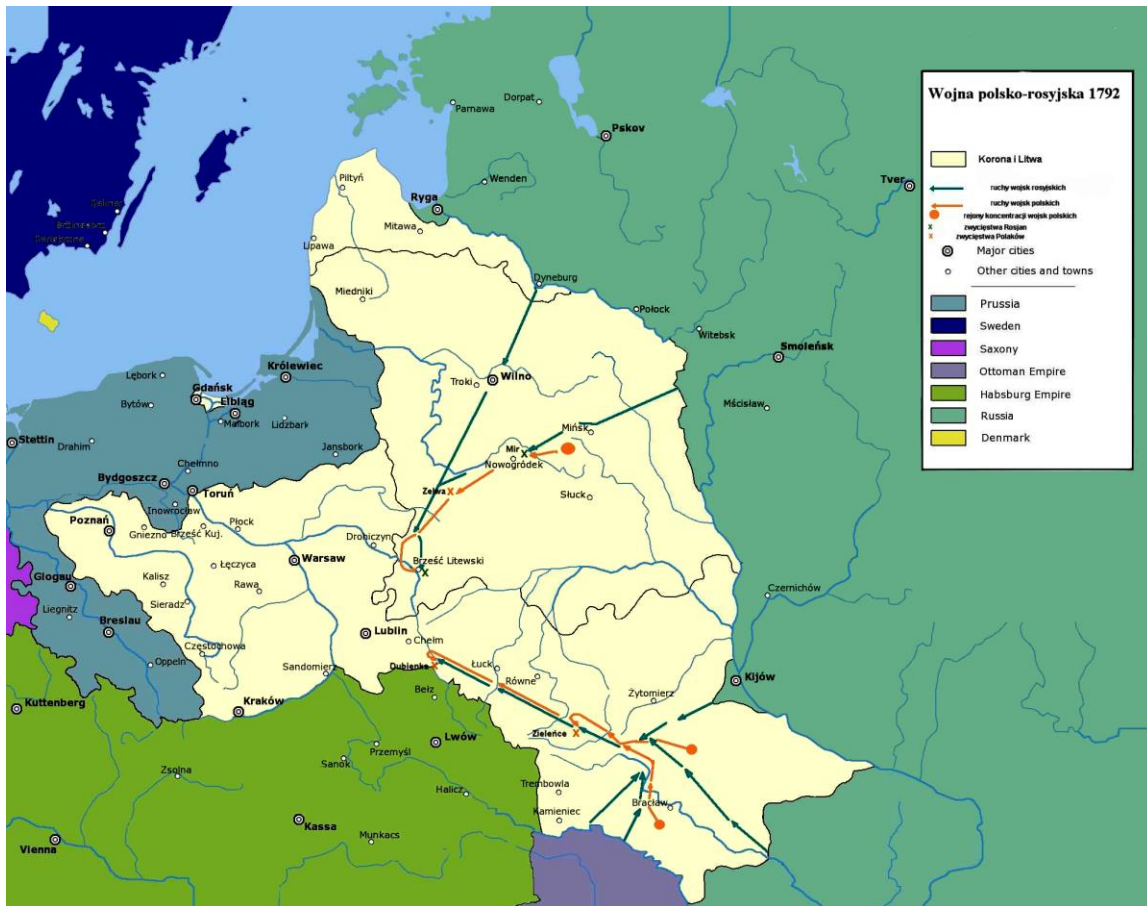 Wojna polsko-rosyjska 1792
Korona i Litwa
ruchy wojsk rosyjskich
ruchy wojsk polskich
rejony koncentracji wojsk polskich
zwycięstwa Rosjan
zwycięstwa Polaków
Major cities
Other cities and towns
Prussia
Sweden
Saxony
Ottoman Empire
Habsburg Empire
Russia
Denmark
Dorpat
Parnawa
Pskov
Piltyń
Wenden
Tver
Ryga
Mitawa
Lipawa
Dyneburg
Miedniki
Połock
Witebsk
Smoleńsk
Królewiec
Wilno
Troki
Lębork
Gdańsk
Elbląg
Bytów
Malbork
Lidzbark
Mścisław
Stettin
Drahim
Jansbork
Mińsk
Mir
Nowogródek
Chełmno
Bydgoszcz
Toruń
Zelwa
Słuck
Inowrocław
Poznań
Gniezno
Brześć Kuj.
Płock
Drohiczyn
Warsaw
Brześć Litewski
Łęczyca
Kalisz
Rawa
Glogau
Sieradz
Czernichów
Liegnitz
Breslau
Lublin
Chełm
Częstochowa
Oppeln
Sandomierz
Dubienka
Łuck
Równe
Kijów
Żytomierz
Bełz
Kuttenberg
Kraków
Zieleńce
Lwów
Przemyśl
Sanok
Zsolna
Trembowla
Halicz
Bracław
Kamieniec
Kassa
Munkacs
Vienna